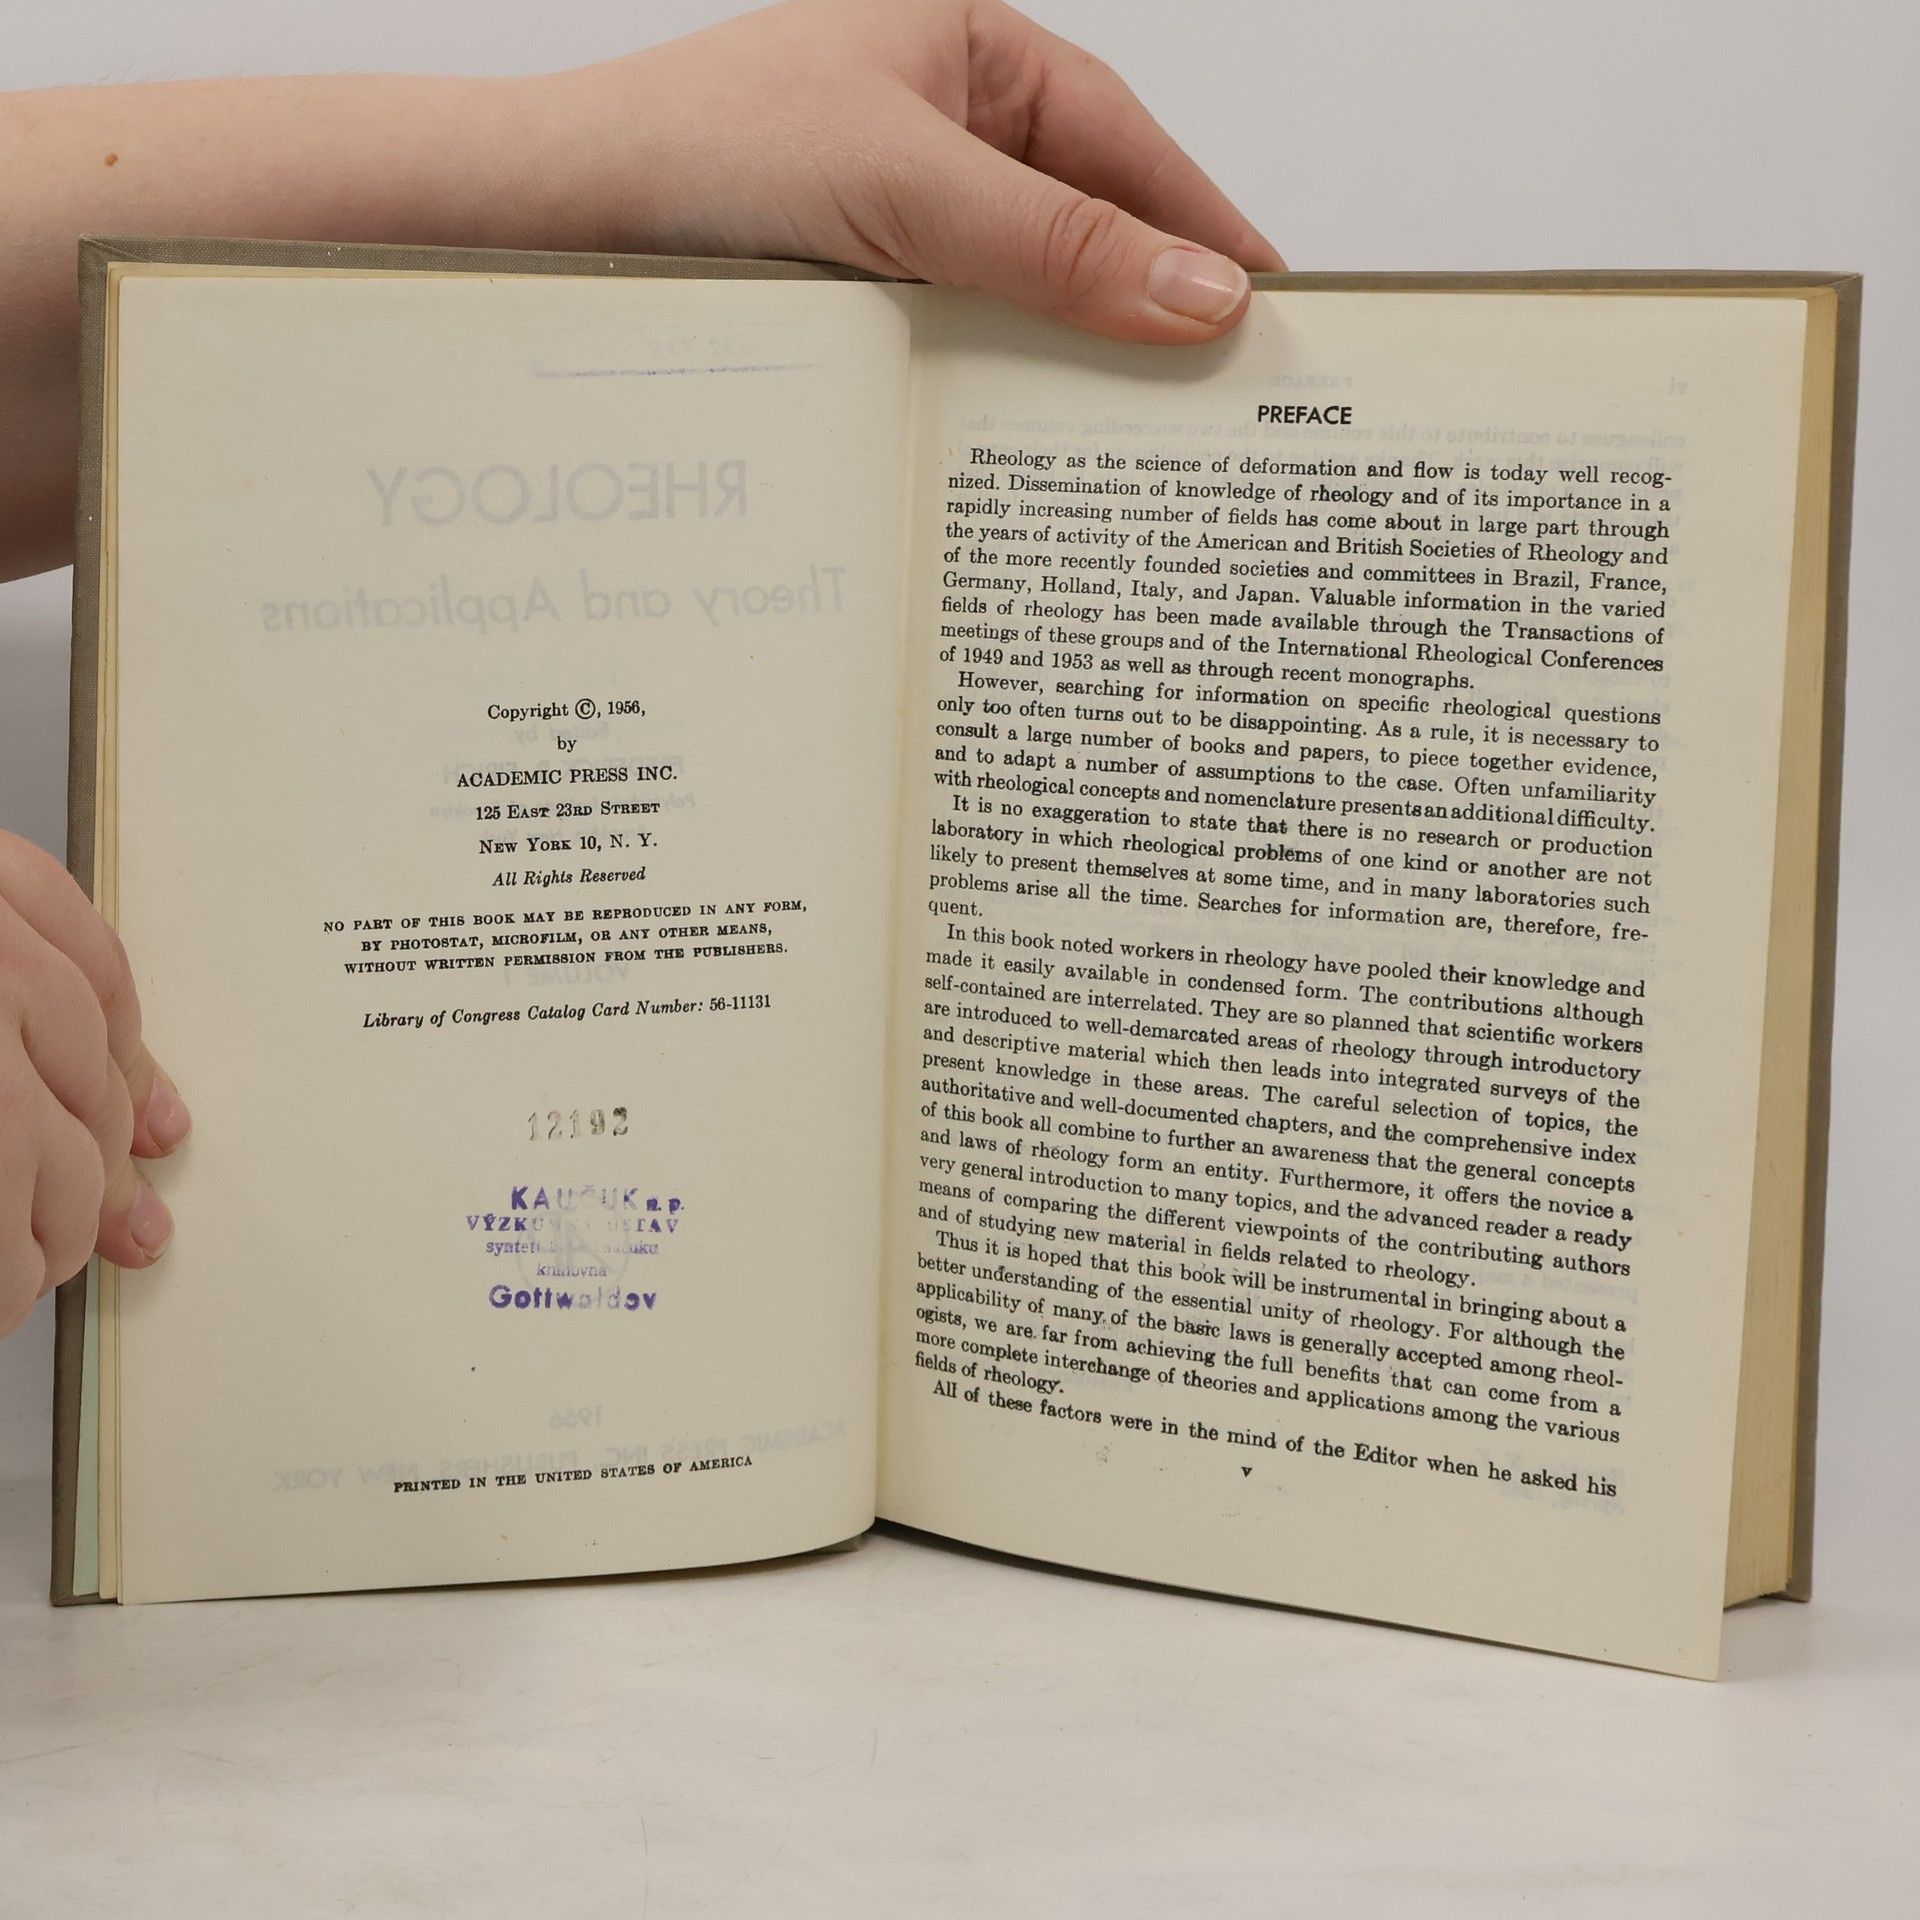 Copyright ©, 1956,
by
ACADEMIC PRESS INC.
125 EAST 23RD STREET
NEW YORK 10, N. Y.
All Rights Reserved
NO PART OF THIS BOOK MAY BE REPRODUCED IN ANY FORM,
BY PHOTOSTAT, MICROFILM, OR ANY OTHER MEANS,
WITHOUT WRITTEN PERMISSION FROM THE PUBLISHERS.
Library of Congress Catalog Card Number: 56-11131
12192
KAUČUK n. p.
VÝZKUMNÝ ÚSTAV
kaučuku
knihovna
Gottwaldov
PRINTED IN THE UNITED STATES OF AMERICA
PREFACE
Rheology as the science of deformation and flow is today well recog-
nized. Dissemination of knowledge of rheology and of its importance in a
rapidly increasing number of fields has come about in large part through
the years of activity of the American and British Societies of Rheology and
of the more recently founded societies and committees in Brazil, France,
Germany, Holland, Italy, and Japan. Valuable information in the varied
fields of rheology has been made available through the Transactions of
meetings of these groups and of the International Rheological Conferences
of 1949 and 1953 as well as through recent monographs.
However, searching for information on specific rheological questions
only too often turns out to be disappointing. As a rule, it is necessary to
consult a large number of books and papers, to piece together evidence,
and to adapt a number of assumptions to the case. Often unfamiliarity
with rheological concepts and nomenclature presents an additional difficulty.
It is no exaggeration to state that there is no research or production
laboratory in which rheological problems of one kind or another are not
likely to present themselves at some time, and in many laboratories such
problems arise all the time. Searches for information are, therefore, fre-
quent.
In this book noted workers in rheology have pooled their knowledge and
made it easily available in condensed form. The contributions although
self-contained are interrelated. They are so planned that scientific workers
are introduced to well-demarcated areas of rheology through introductory
and descriptive material which then leads into integrated surveys of the
present knowledge in these areas. The careful selection of topics, the
authoritative and well-documented chapters, and the comprehensive index
of this book all combine to further an awareness that the general concepts
and laws of rheology form an entity. Furthermore, it offers the novice a
very general introduction to many topics, and the advanced reader a ready
means of comparing the different viewpoints of the contributing authors
and of studying new material in fields related to rheology.
Thus it is hoped that this book will be instrumental in bringing about a
better understanding of the essential unity of rheology. For although the
applicability of many of the basic laws is generally accepted among rheol-
ogists, we are far from achieving the full benefits that can come from a
more complete interchange of theories and applications among the various
fields of rheology.
All of these factors were in the mind of the Editor when he asked his
v